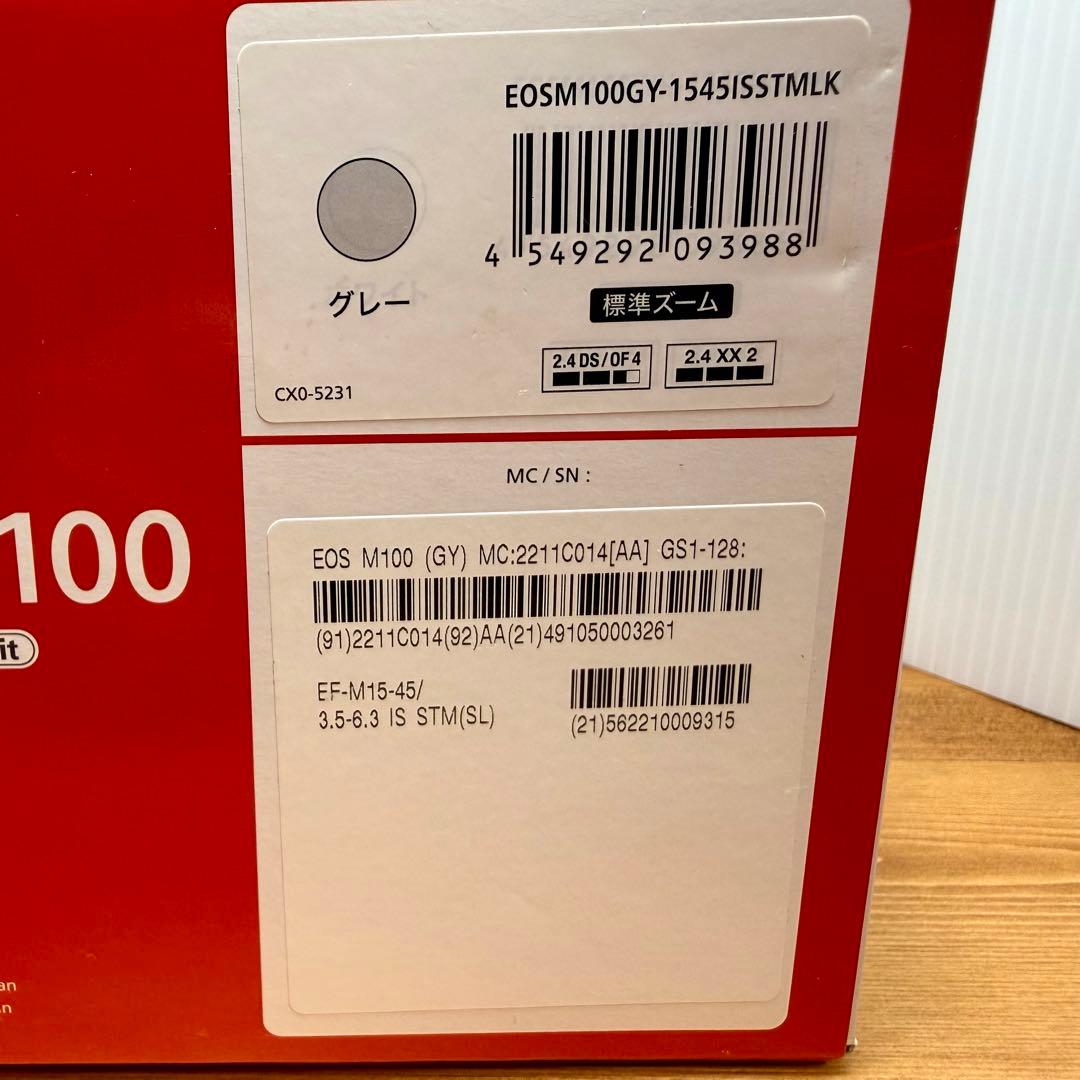 EOSM100GY-1545ISSTMLK
4 549292 093988
グレー
標準ズーム
2.4 DS/OF 4
2.4 XX 2
CX0-5231
MC / SN :
EOS M100 (GY) MC:2211C014[AA] GS1-128:
(91)2211C014(92)AA(21)491050003261
EF-M15-45/
3.5-6.3 IS STM(SL)
(21)562210009315
100
it
an